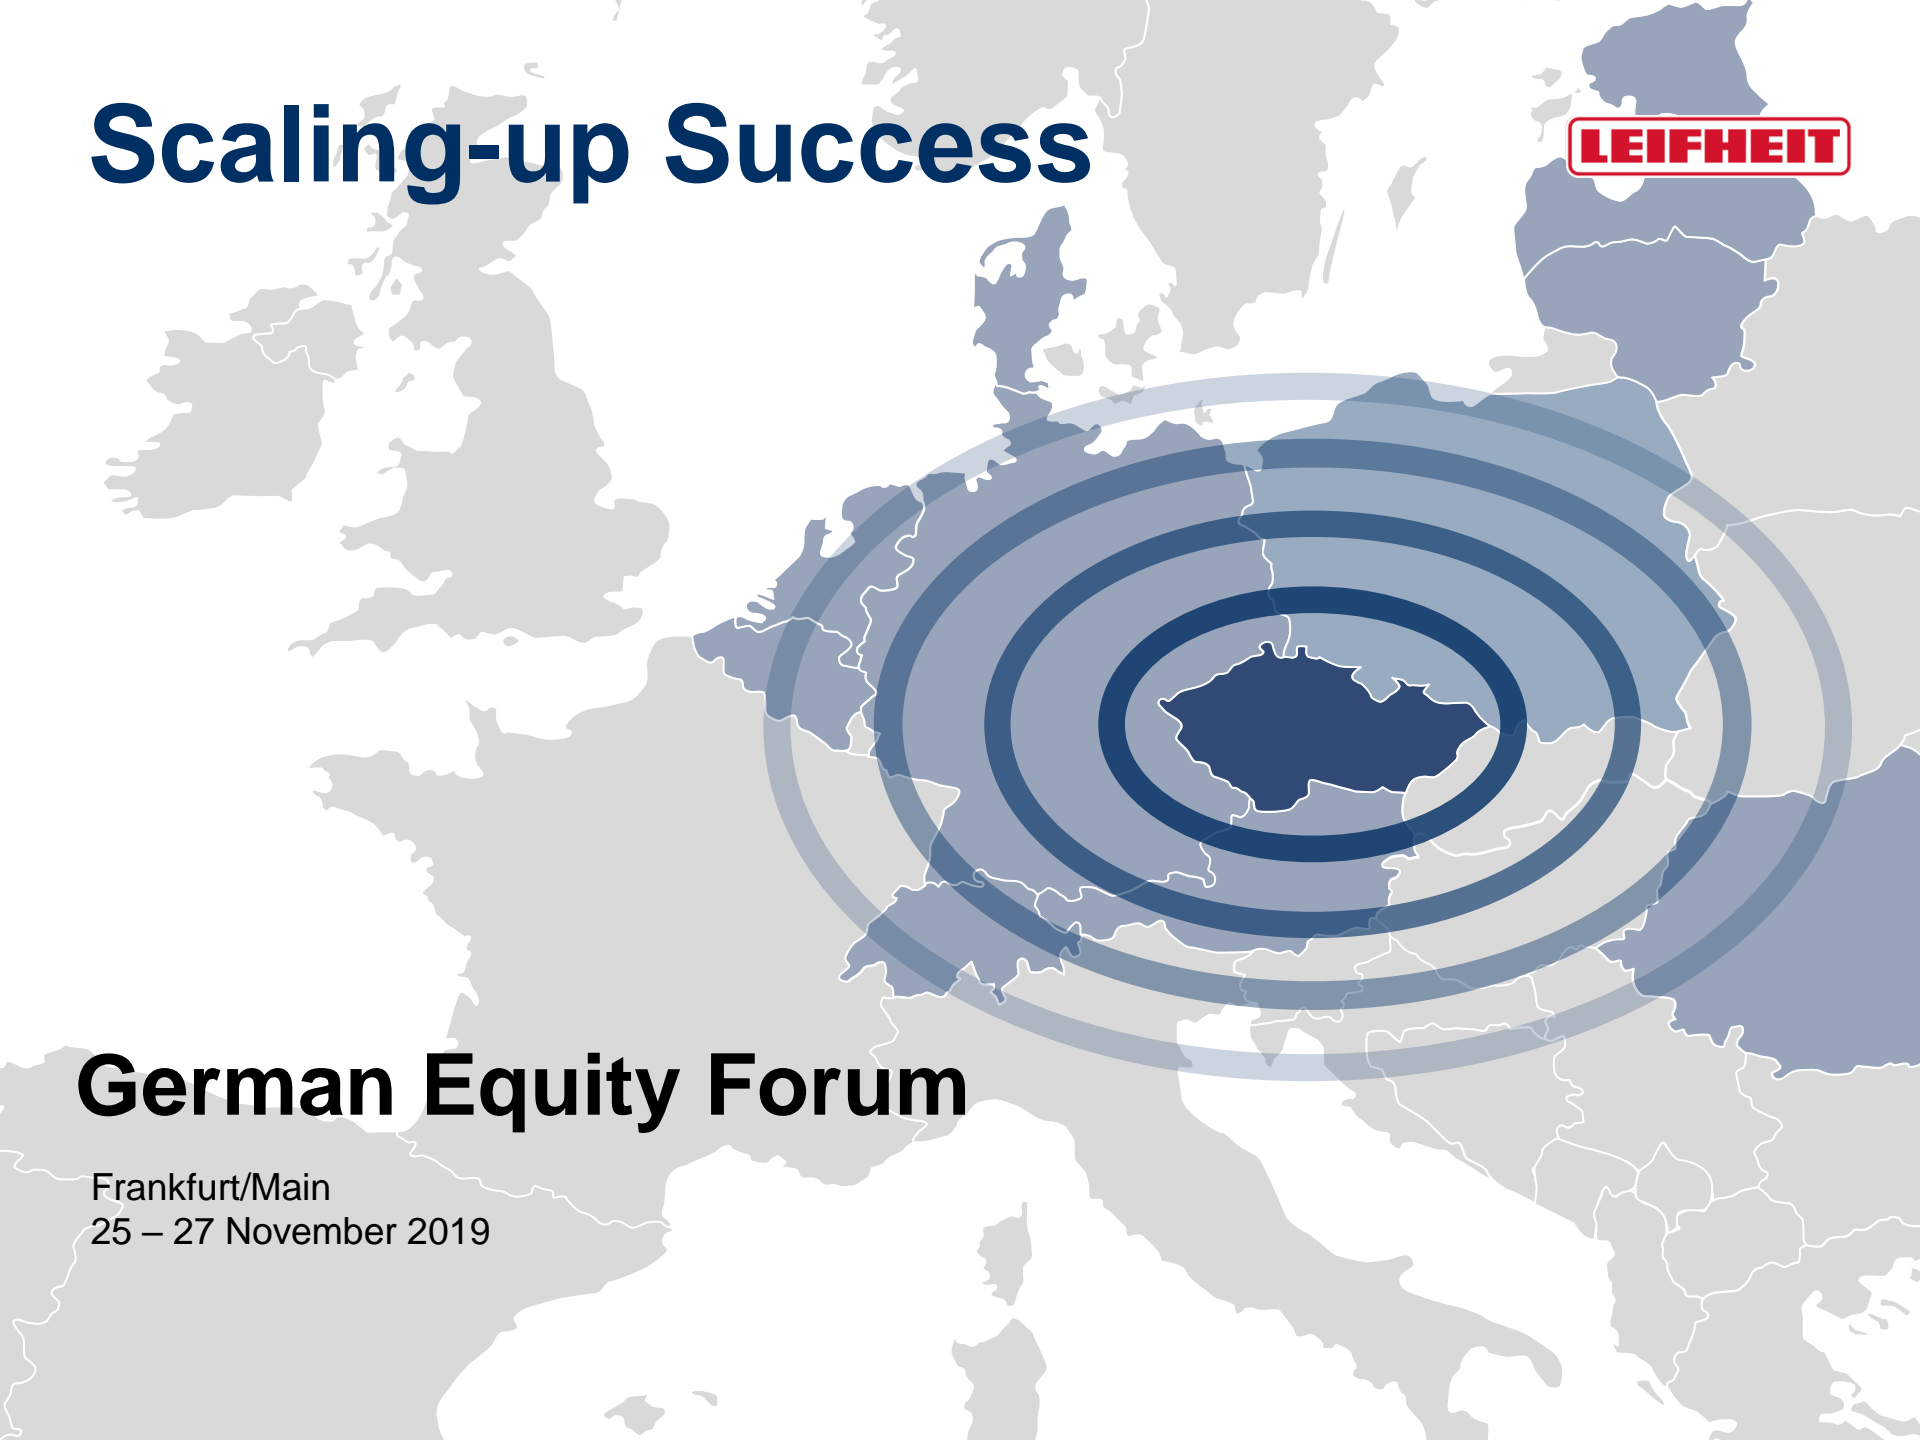 Scaling-up Success
LEIFHEIT
German Equity Forum
Frankfurt/Main
25 – 27 November 2019